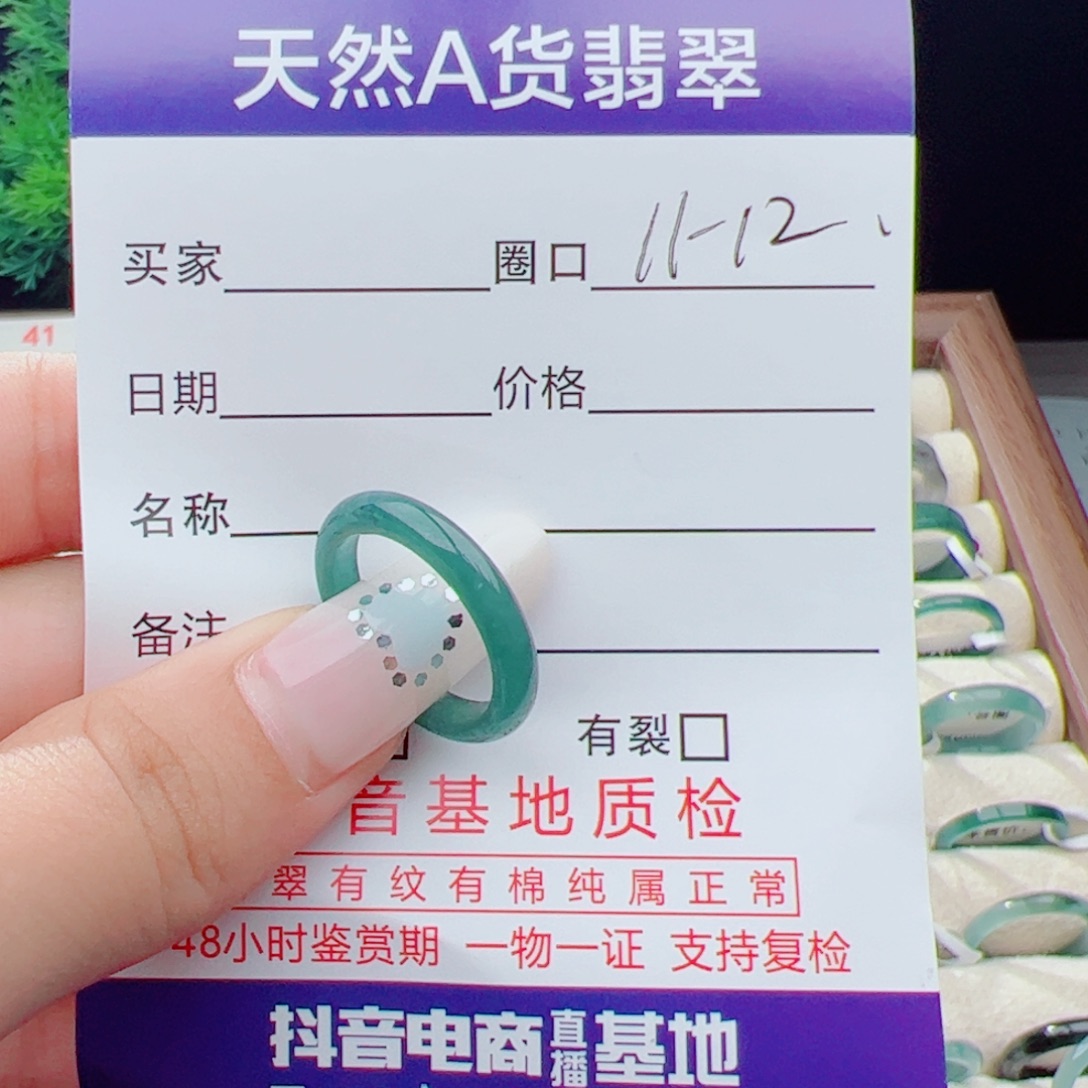 天然A货翡翠
买家 圈口 11-12
日期 价格
名称
备注
有裂
音基地质检
翠有纹有棉纯属正常
48小时鉴赏期 一物一证 支持复检
抖音电商直播基地
41